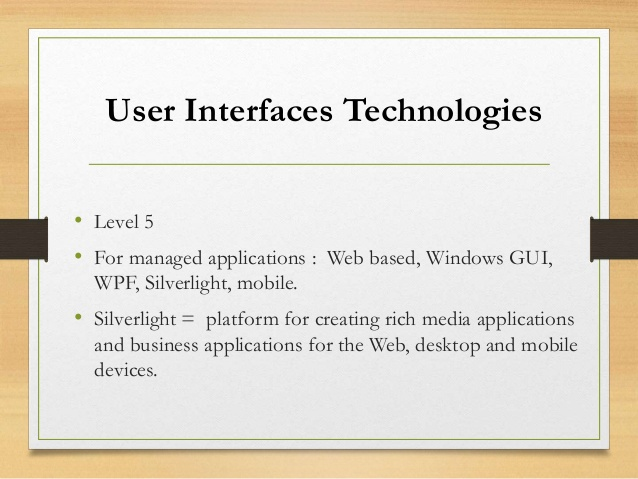 User Interfaces Technologies
• Level 5
• For managed applications : Web based, Windows GUI,
WPF, Silverlight, mobile.
• Silverlight = platform for creating rich media applications
and business applications for the Web, desktop and mobile
devices.